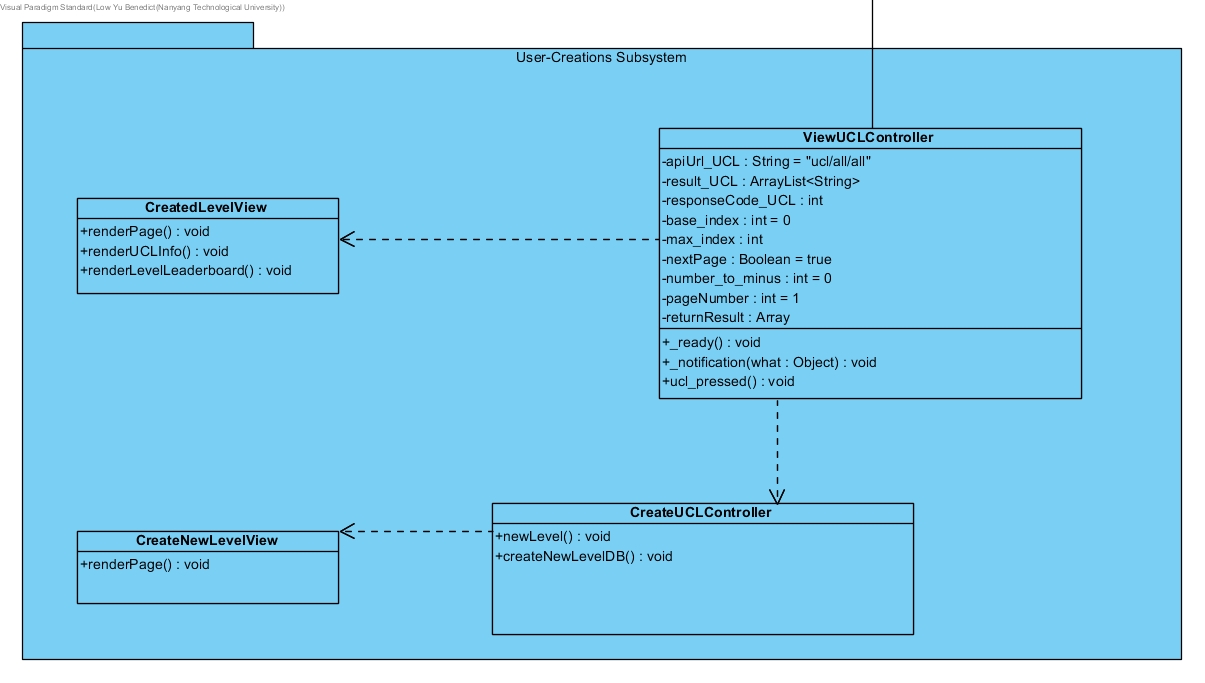 Visual Paradigm Standard(Low Yu Benedict(Nanyang Technological University))
User-Creations Subsystem
ViewUCLController
-apiUrl_UCL : String = "ucl/all/all"
-result_UCL : ArrayList<String>
-responseCode_UCL : int
-base_index : int = 0
-max_index : int
-nextPage : Boolean = true
-number_to_minus : int = 0
-pageNumber : int = 1
-returnResult : Array
+_ready() : void
+_notification(what : Object) : void
+ucl_pressed() : void
CreatedLevelView
+renderPage() : void
+renderUCLInfo() : void
+renderLevelLeaderboard() : void
CreateUCLController
+newLevel() : void
+createNewLevelDB() : void
CreateNewLevelView
+renderPage() : void